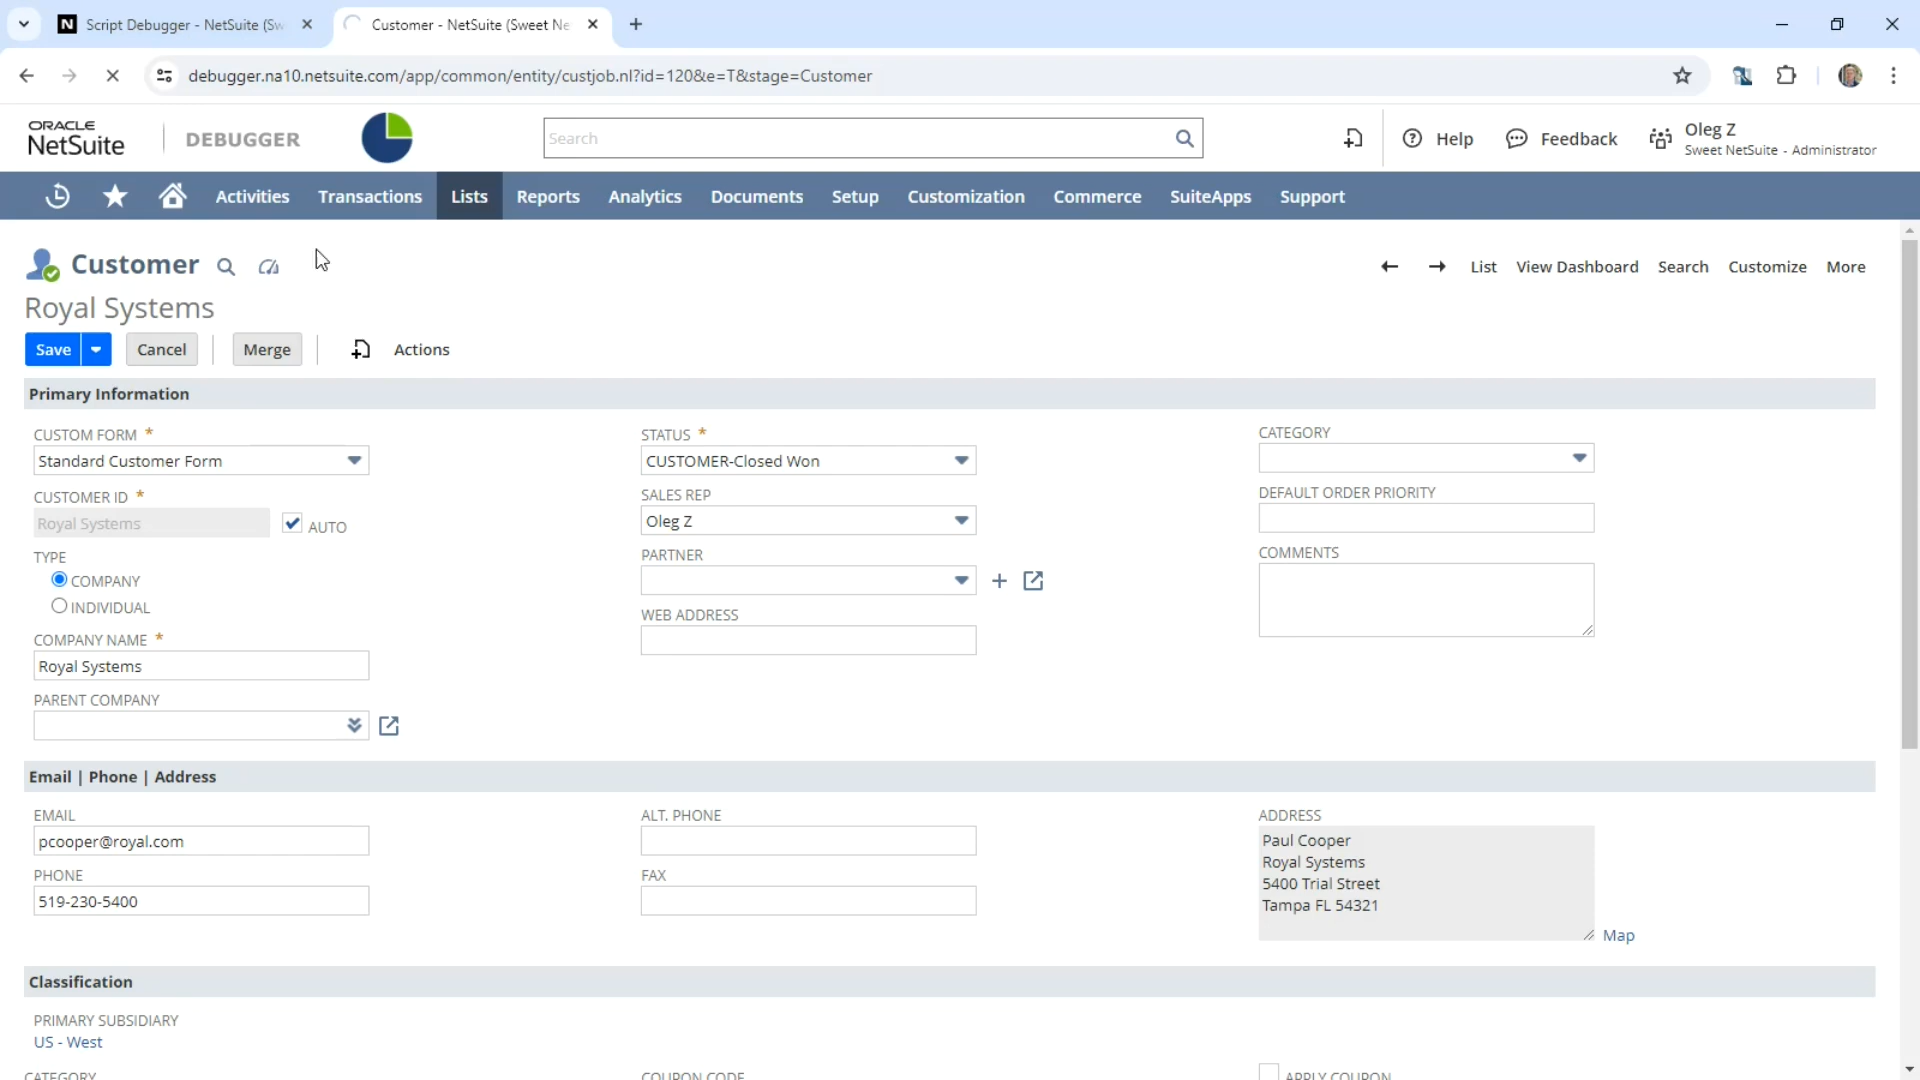 Script Debugger - NetSuite (Sw
Customer - NetSuite (Sweet Ne
debugger.na10.netsuite.com/app/common/entity/custjob.nl?id=120&e=T&stage=Customer
ORACLE
NetSuite
DEBUGGER
Search
Help
Feedback
Oleg Z
Sweet NetSuite - Administrator
Activities
Transactions
Lists
Reports
Analytics
Documents
Setup
Customization
Commerce
SuiteApps
Support
Customer
List
View Dashboard
Search
Customize
More
Royal Systems
Save
Cancel
Merge
Actions
Primary Information
CUSTOM FORM *
Standard Customer Form
CUSTOMER ID *
Royal Systems
AUTO
TYPE
COMPANY
INDIVIDUAL
COMPANY NAME *
Royal Systems
PARENT COMPANY
STATUS *
CUSTOMER-Closed Won
SALES REP
Oleg Z
PARTNER
WEB ADDRESS
CATEGORY
DEFAULT ORDER PRIORITY
COMMENTS
Email | Phone | Address
EMAIL
pcooper@royal.com
PHONE
519-230-5400
ALT. PHONE
FAX
ADDRESS
Paul Cooper
Royal Systems
5400 Trial Street
Tampa FL 54321
Map
Classification
PRIMARY SUBSIDIARY
US - West
CATEGORY
COUPON CODE
APPLY COUPON